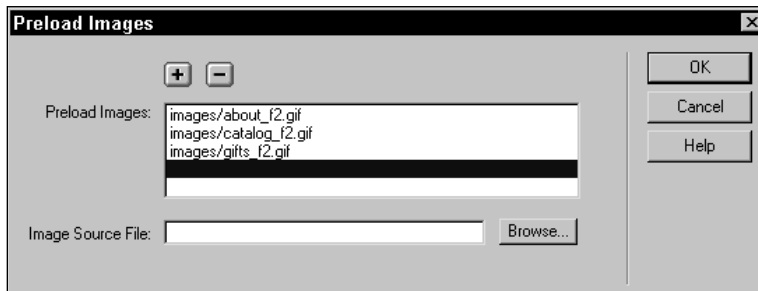 Preload Images
OK
Preload Images:
images/about_f2.gif
images/catalog_f2.gif
images/gifts_f2.gif
Cancel
Help
Image Source File:
Browse...